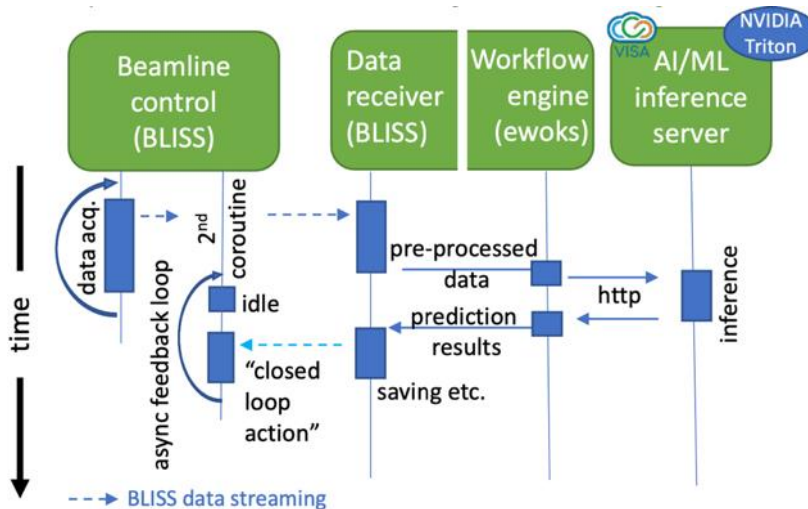 VISA
NVIDIA
Triton
Beamline
control
(BLISS)
Data
receiver
(BLISS)
Workflow
engine
(ewoks)
AI/ML
inference
server
time
data acq.
async feedback loop
2nd
coroutine
idle
"closed
loop
action"
pre-processed
data
prediction
results
saving etc.
http
inference
BLISS data streaming